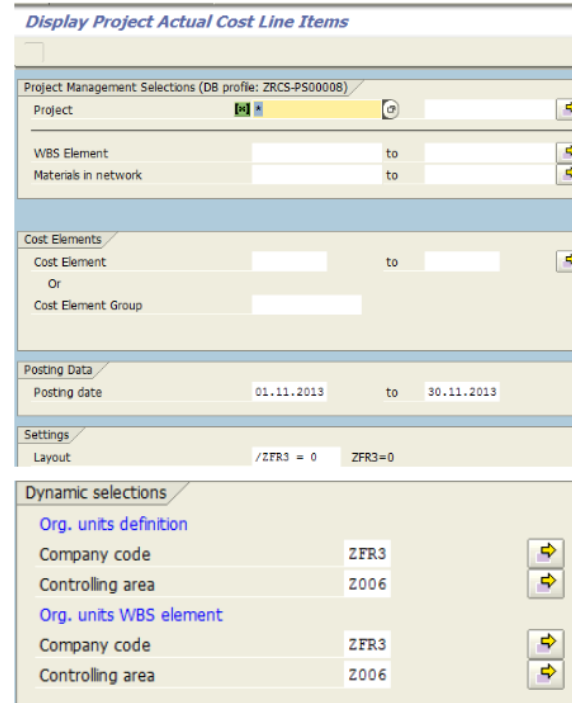 Display Project Actual Cost Line Items
Project Management Selections (DB profile: ZRCS-PS00008)
Project *
WBS Element to
Materials in network to
Cost Elements
Cost Element to
Or
Cost Element Group
Posting Data
Posting date 01.11.2013 to 30.11.2013
Settings
Layout /ZFR3 = 0 ZFR3=0
Dynamic selections
Org. units definition
Company code ZFR3
Controlling area Z006
Org. units WBS element
Company code ZFR3
Controlling area Z006